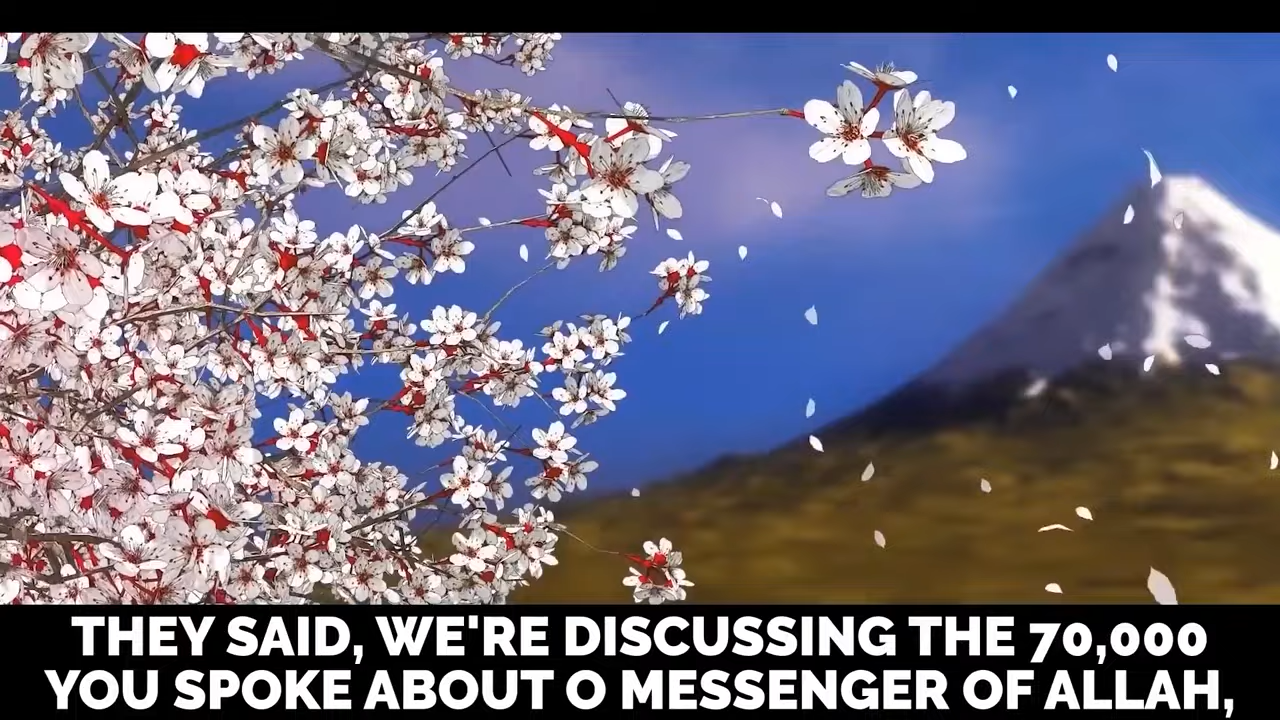 THEY SAID, WE'RE DISCUSSING THE 70,000
YOU SPOKE ABOUT O MESSENGER OF ALLAH,